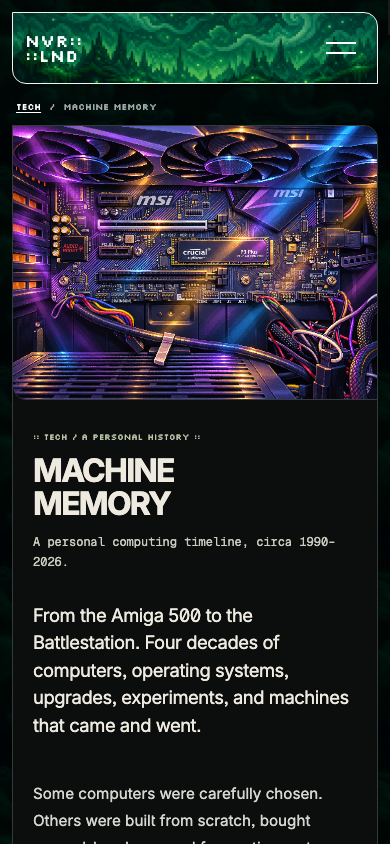 NVR::
::LND
TECH / MACHINE MEMORY
msi
msi
crucial
:: TECH / A PERSONAL HISTORY ::
MACHINE
MEMORY
A personal computing timeline, circa 1990–
2026.
From the Amiga 500 to the
Battlestation. Four decades of
computers, operating systems,
upgrades, experiments, and machines
that came and went.
Some computers were carefully chosen.
Others were built from scratch, bought